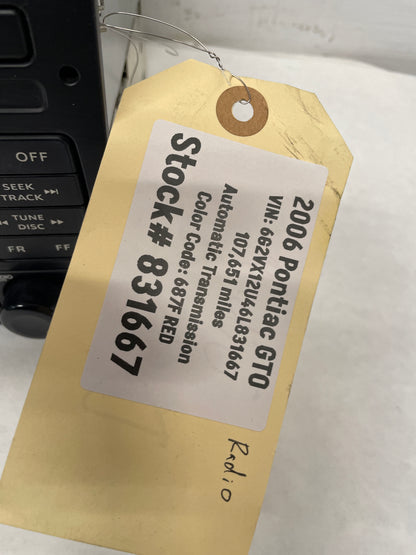 2006 Pontiac GTO
VIN: 6G2VX12U46L831667
107,651 miles
Automatic Transmission
Color Code: 687F RED
Stock# 831667
Radio
OFF
SEEK
TRACK ⏭
⏪ TUNE ⏩
DISC
FR FF